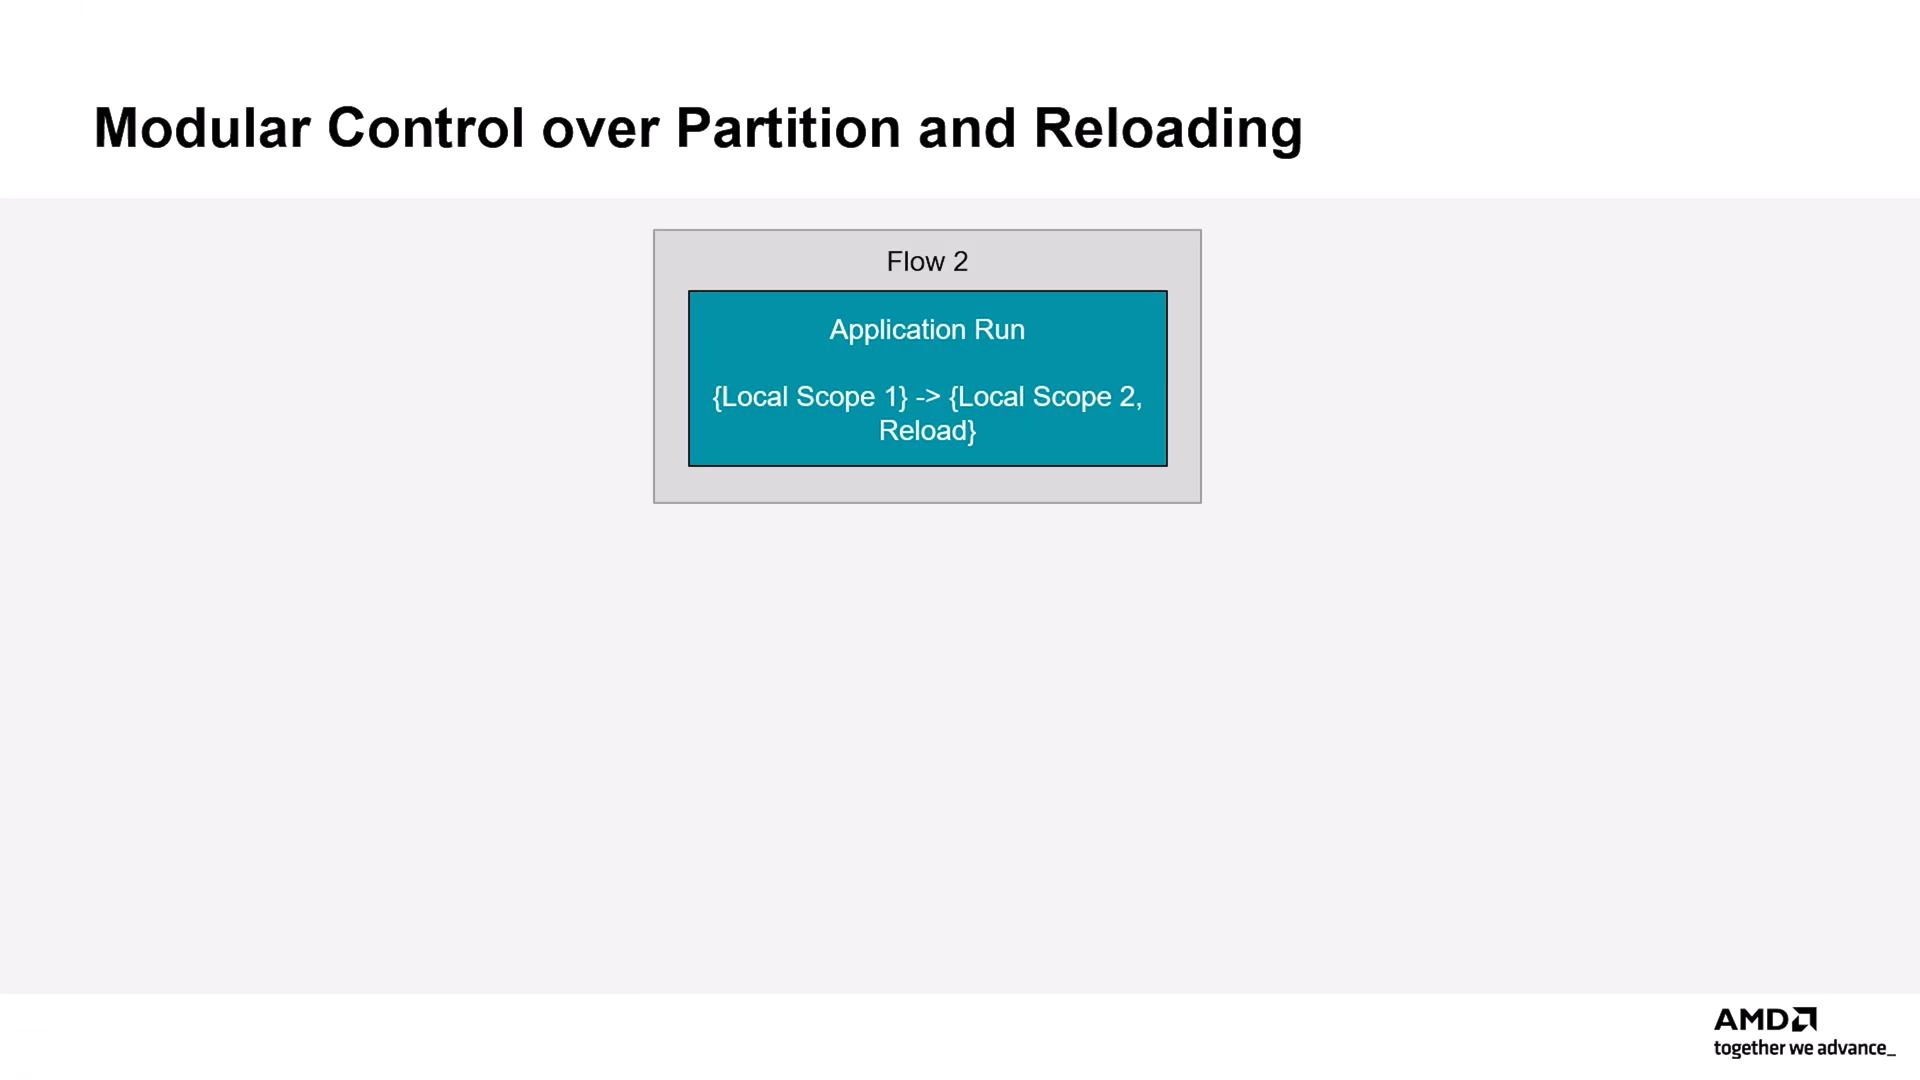 Modular Control over Partition and Reloading
Flow 2
Application Run
{Local Scope 1} -> {Local Scope 2,
Reload}
AMD
together we advance_